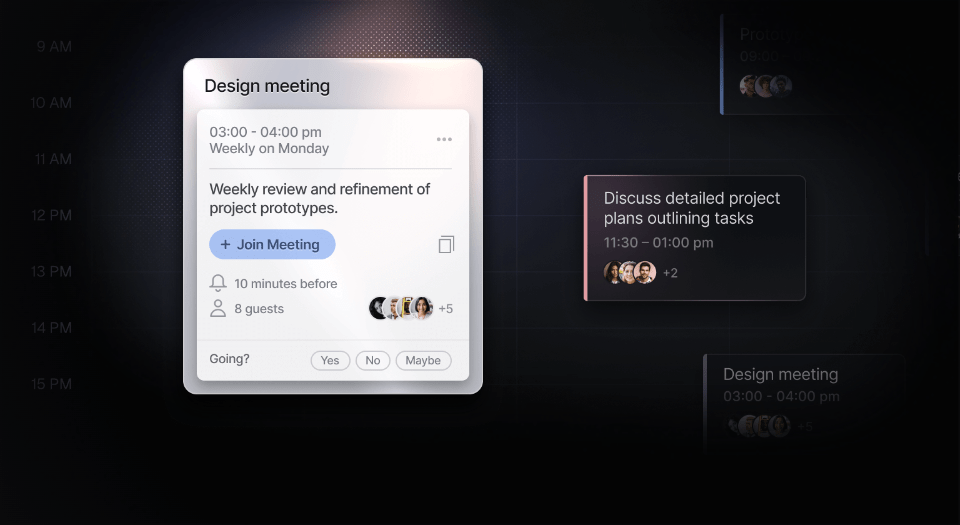 9 AM
10 AM
11 AM
12 PM
13 PM
14 PM
15 PM
Design meeting
03:00 - 04:00 pm
Weekly on Monday
Weekly review and refinement of
project prototypes.
+ Join Meeting
10 minutes before
8 guests
+5
Going?
Yes
No
Maybe
09:00
Discuss detailed project
plans outlining tasks
11:30 – 01:00 pm
+2
Design meeting
03:00 - 04:00 pm
+5